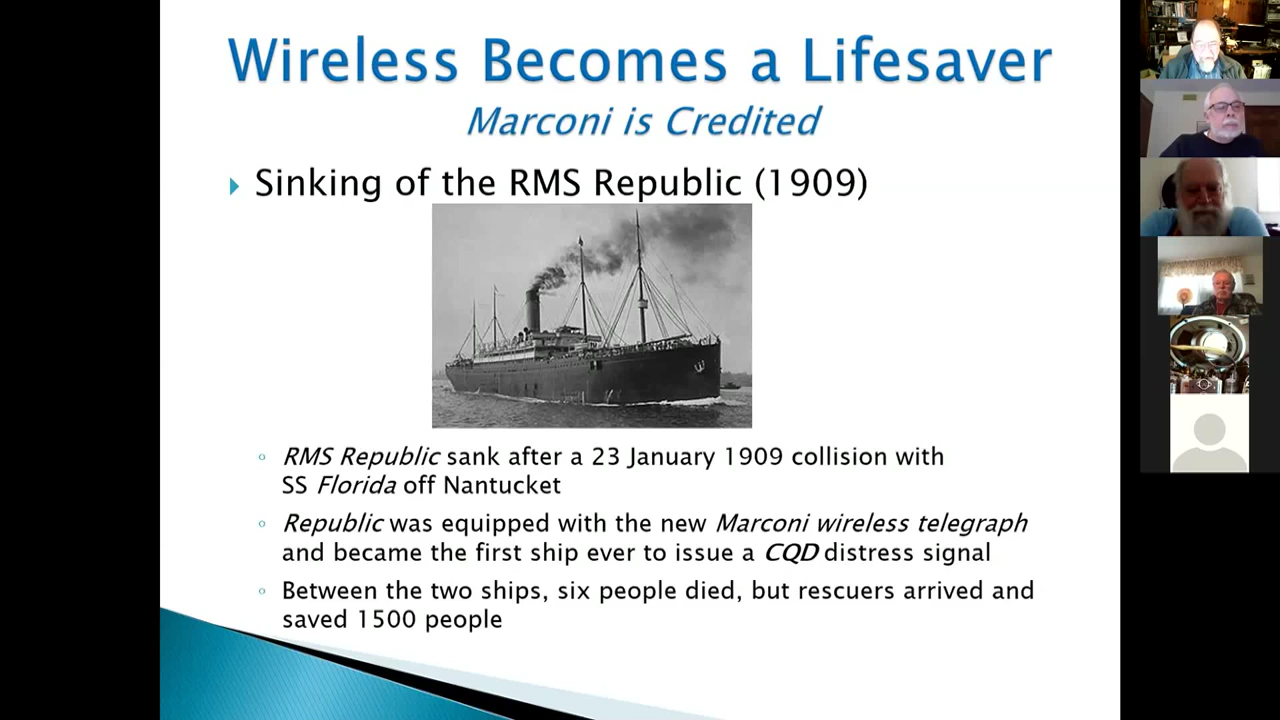 Wireless Becomes a Lifesaver
Marconi is Credited
Sinking of the RMS Republic (1909)
RMS Republic sank after a 23 January 1909 collision with
SS Florida off Nantucket
Republic was equipped with the new Marconi wireless telegraph
and became the first ship ever to issue a CQD distress signal
Between the two ships, six people died, but rescuers arrived and
saved 1500 people